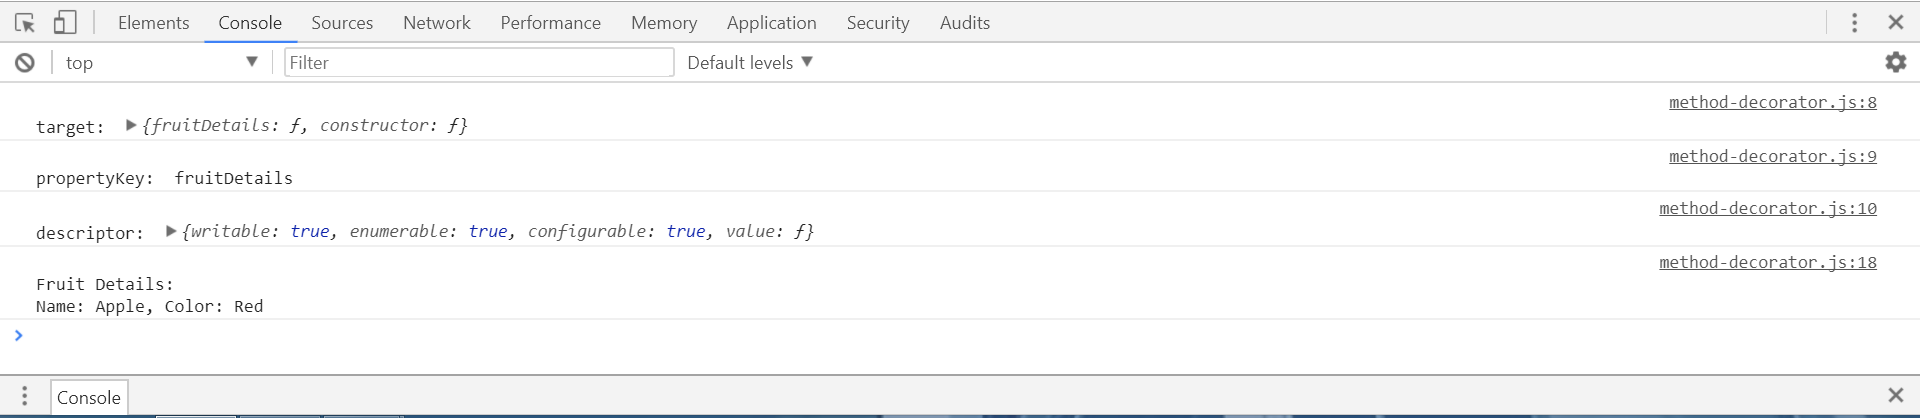 Elements Console Sources Network Performance Memory Application Security Audits
top Filter Default levels
method-decorator.js:8
target: {fruitDetails: ƒ, constructor: ƒ}
method-decorator.js:9
propertyKey: fruitDetails
method-decorator.js:10
descriptor: {writable: true, enumerable: true, configurable: true, value: ƒ}
method-decorator.js:18
Fruit Details:
Name: Apple, Color: Red
Console